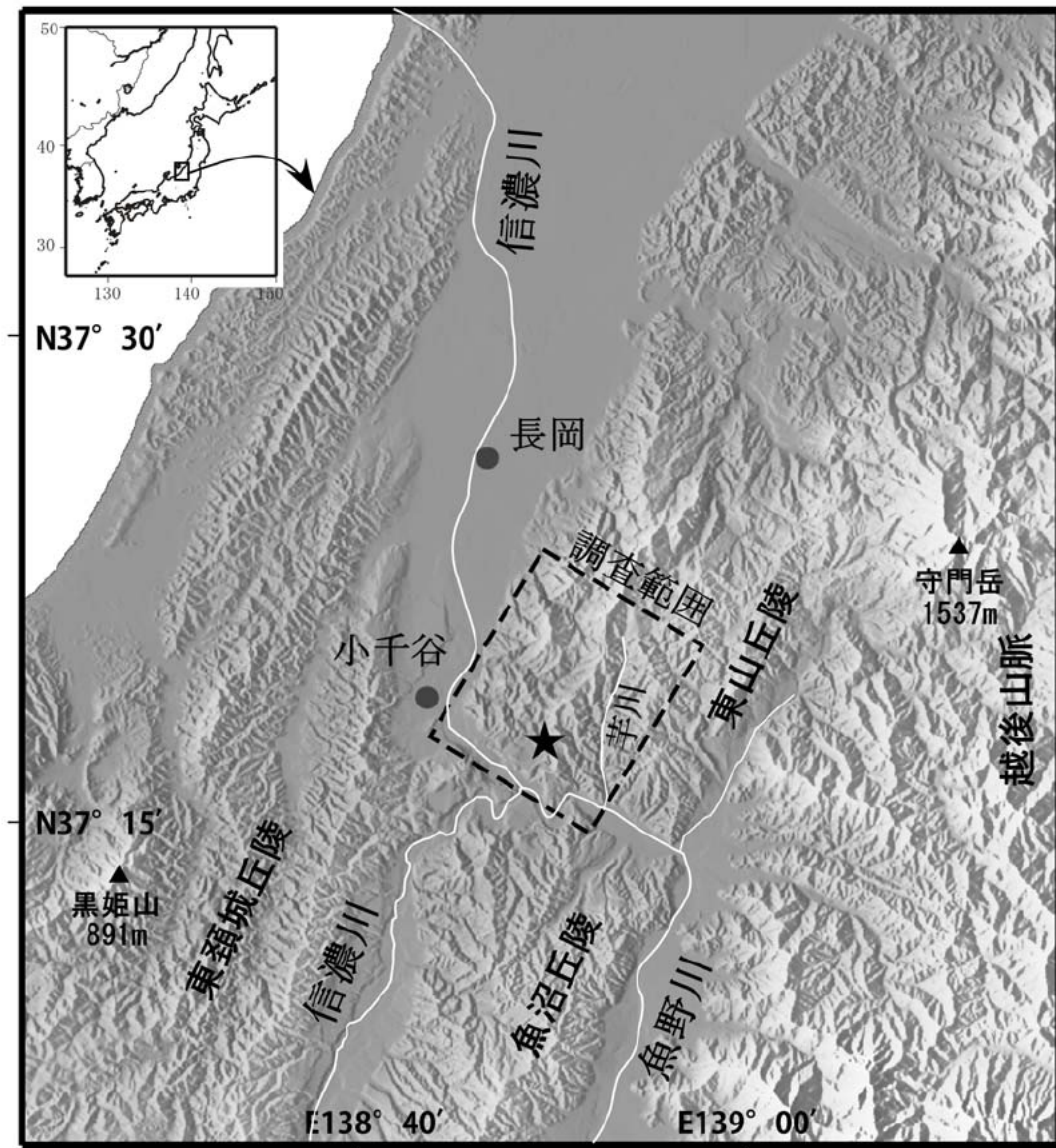 50
40
30
130
140
150
信濃川
N37° 30′
長岡
調査範囲
守門岳
1537m
小千谷
東山丘陵
越後山脈
芋川
N37° 15′
黒姫山
891m
東頚城丘陵
信濃川
魚沼丘陵
魚野川
E138° 40′
E139° 00′